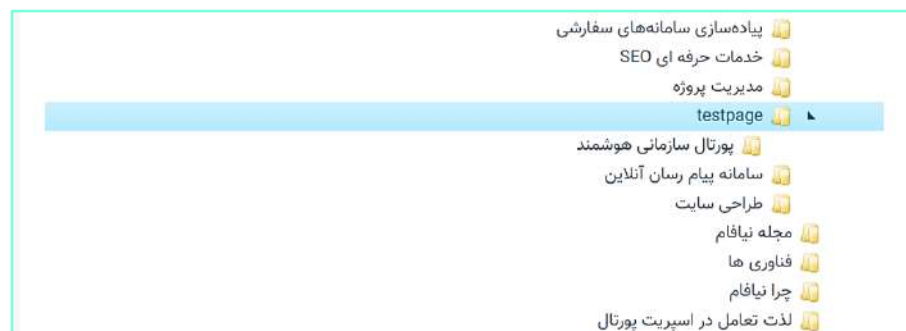 پیاده‌سازی سامانه‌های سفارشی
خدمات حرفه ای SEO
مدیریت پروژه
testpage
پورتال سازمانی هوشمند
سامانه پیام رسان آنلاین
طراحی سایت
مجله نیافام
فناوری ها
چرا نیافام
لذت تعامل در اسپریت پورتال